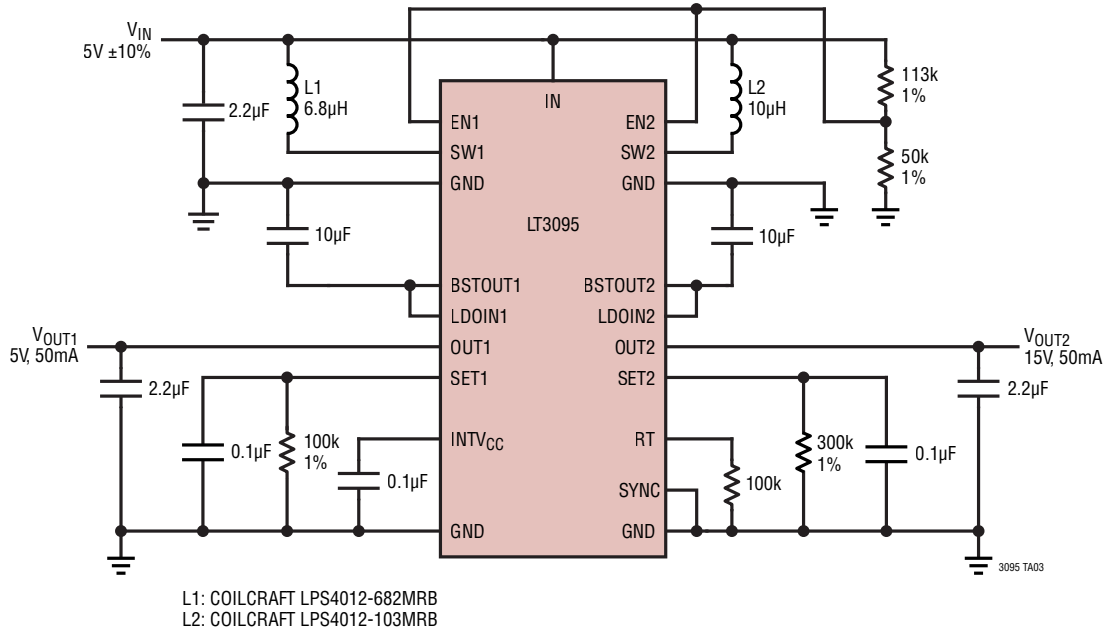 V_IN
5V ±10%
2.2µF
L1
6.8µH
IN
L2
10µH
113k
1%
EN1
EN2
SW1
SW2
50k
1%
GND
GND
LT3095
10µF
10µF
BSTOUT1
BSTOUT2
LDOIN1
LDOIN2
V_OUT1
5V, 50mA
OUT1
OUT2
V_OUT2
15V, 50mA
2.2µF
SET1
SET2
2.2µF
0.1µF
100k
1%
INTV_CC
RT
300k
1%
0.1µF
0.1µF
SYNC
100k
GND
GND
3095 TA03
L1: COILCRAFT LPS4012-682MRB
L2: COILCRAFT LPS4012-103MRB